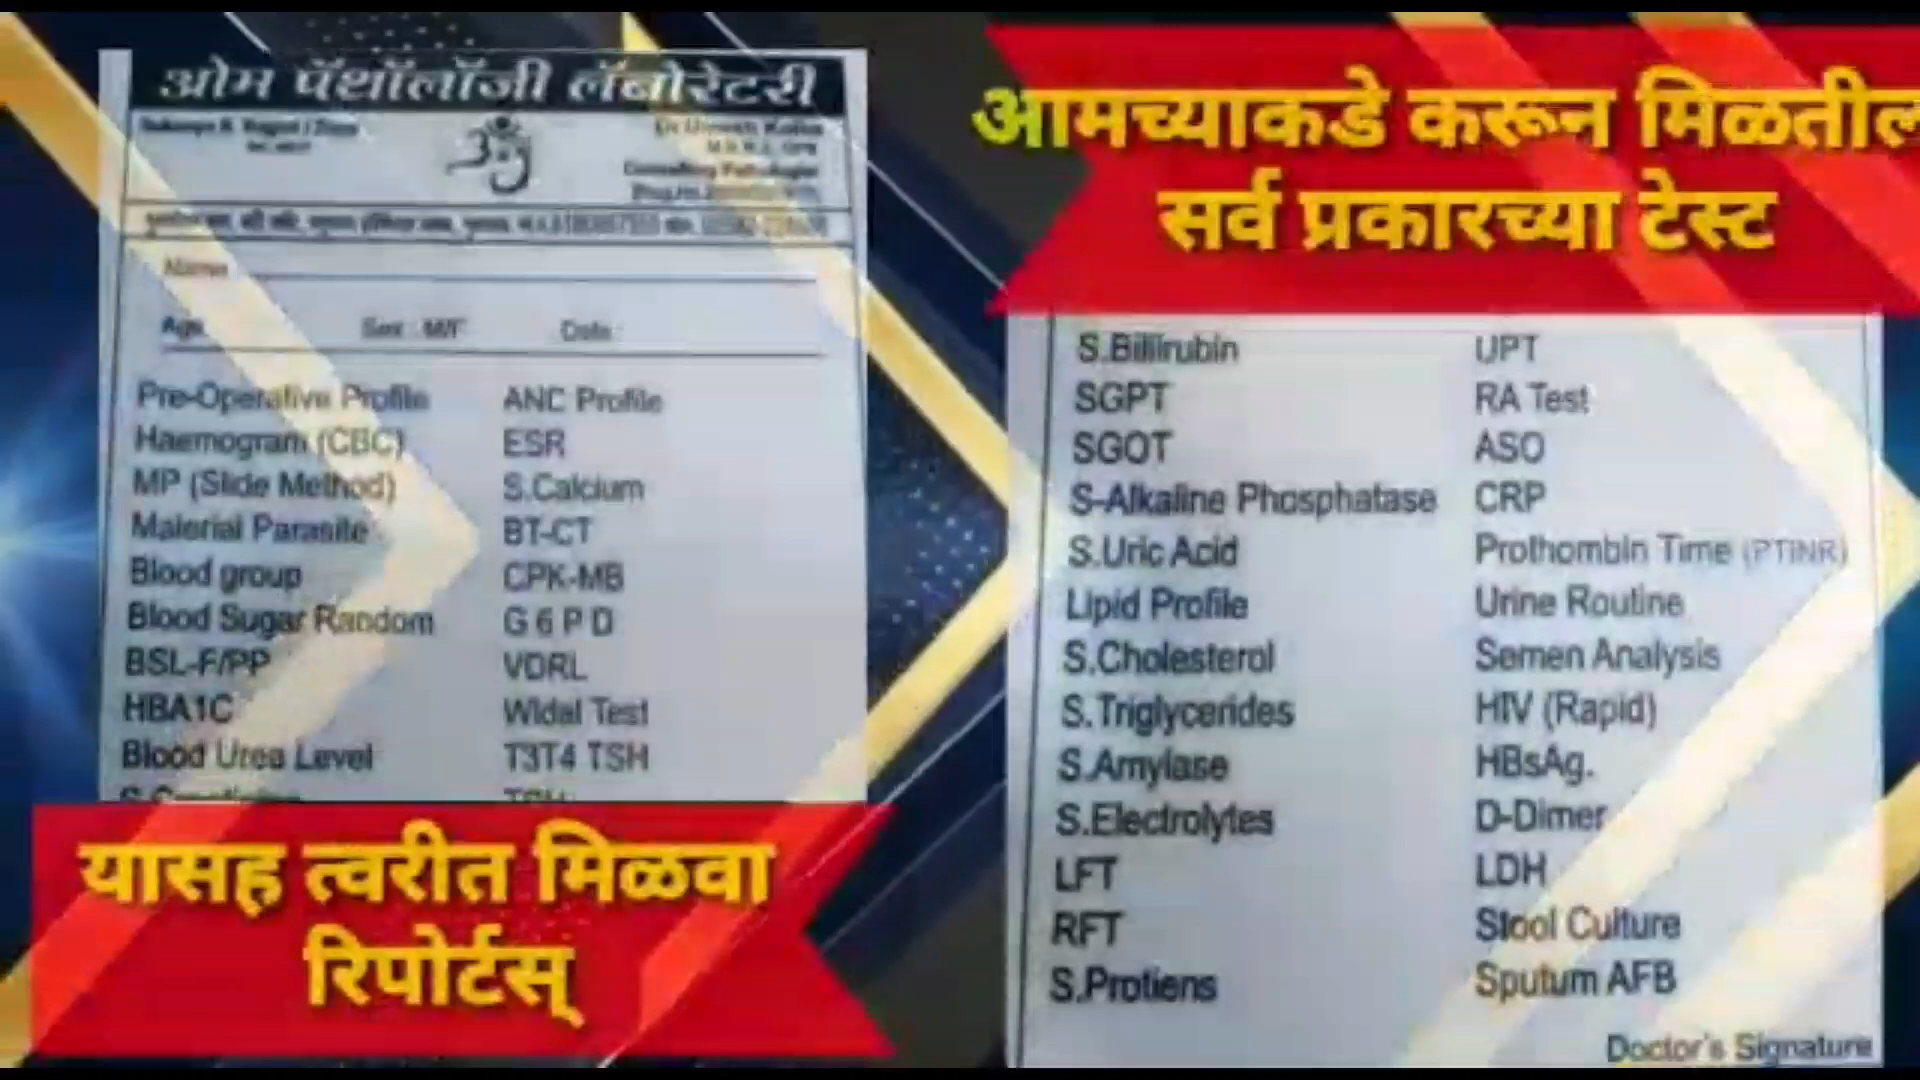 ओम पॅथॉलॉजी लॅबोरेटरी
ॐ
Consulting Pathologist
Name
Age Sex : M/F Date :
Pre-Operative Profile ANC Profile
Haemogram (CBC) ESR
MP (Slide Method) S.Calcium
Malerial Parasite BT-CT
Blood group CPK-MB
Blood Sugar Random G 6 P D
BSL-F/PP VDRL
HBA1C Widal Test
Blood Urea Level T3T4 TSH
यासह त्वरीत मिळवा
रिपोर्टस्
आमच्याकडे करून मिळतील
सर्व प्रकारच्या टेस्ट
S.Billirubin UPT
SGPT RA Test
SGOT ASO
S-Alkaline Phosphatase CRP
S.Uric Acid Prothombin Time (PTINR)
Lipid Profile Urine Routine
S.Cholesterol Semen Analysis
S.Triglycerides HIV (Rapid)
S.Amylase HBsAg.
S.Electrolytes D-Dimer
LFT LDH
RFT Stool Culture
S.Protiens Sputum AFB
Doctor's Signature